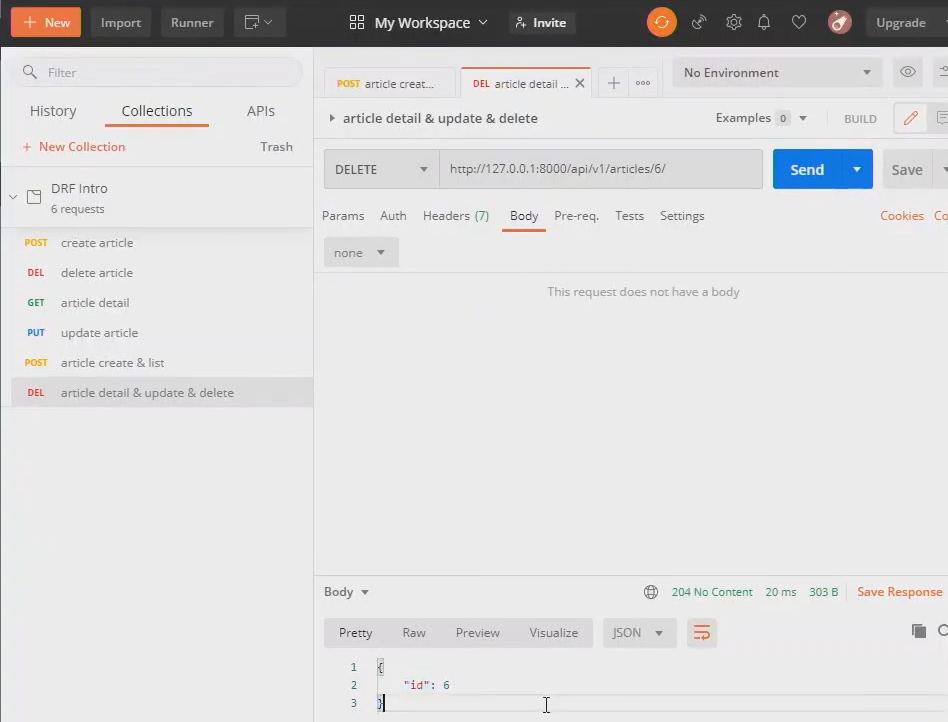 + New Import Runner My Workspace Invite Upgrade
Filter
History Collections APIs
+ New Collection Trash
DRF Intro
6 requests
POST create article
DEL delete article
GET article detail
PUT update article
POST article create & list
DEL article detail & update & delete
POST article creat... DEL article detail ... No Environment
article detail & update & delete Examples 0 BUILD
DELETE http://127.0.0.1:8000/api/v1/articles/6/ Send Save
Params Auth Headers (7) Body Pre-req. Tests Settings Cookies Co
none
This request does not have a body
Body 204 No Content 20 ms 303 B Save Response
Pretty Raw Preview Visualize JSON
1 {
2 "id": 6
3 }